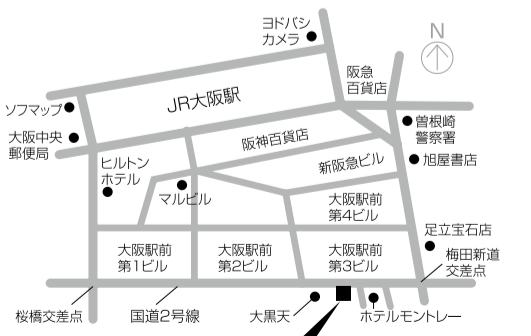 ヨドバシ
カメラ
N
阪急
百貨店
JR大阪駅
ソフマップ
大阪中央
郵便局
曽根崎
警察署
阪神百貨店
旭屋書店
新阪急ビル
ヒルトン
ホテル
マルビル
大阪駅前
第4ビル
足立宝石店
大阪駅前
第1ビル
大阪駅前
第2ビル
大阪駅前
第3ビル
梅田新道
交差点
桜橋交差点
国道2号線
大黒天
ホテルモントレー